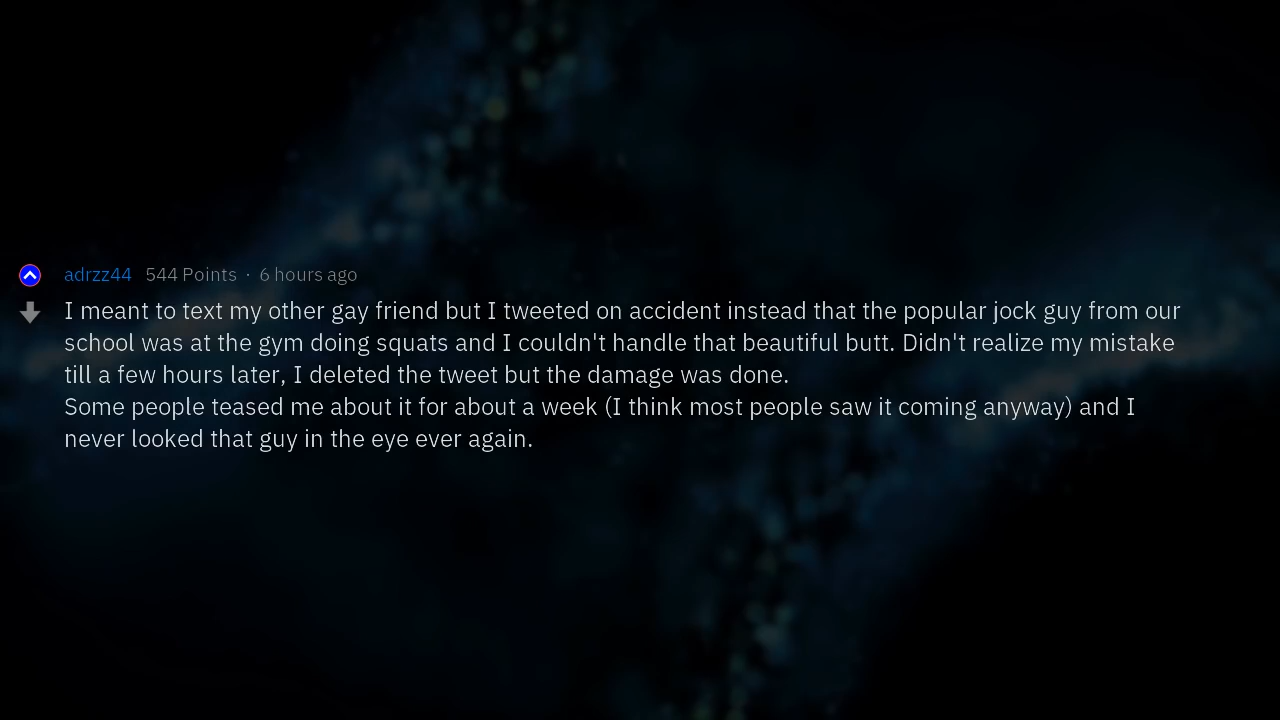 adrzz44 544 Points · 6 hours ago
I meant to text my other gay friend but I tweeted on accident instead that the popular jock guy from our
school was at the gym doing squats and I couldn't handle that beautiful butt. Didn't realize my mistake
till a few hours later, I deleted the tweet but the damage was done.
Some people teased me about it for about a week (I think most people saw it coming anyway) and I
never looked that guy in the eye ever again.